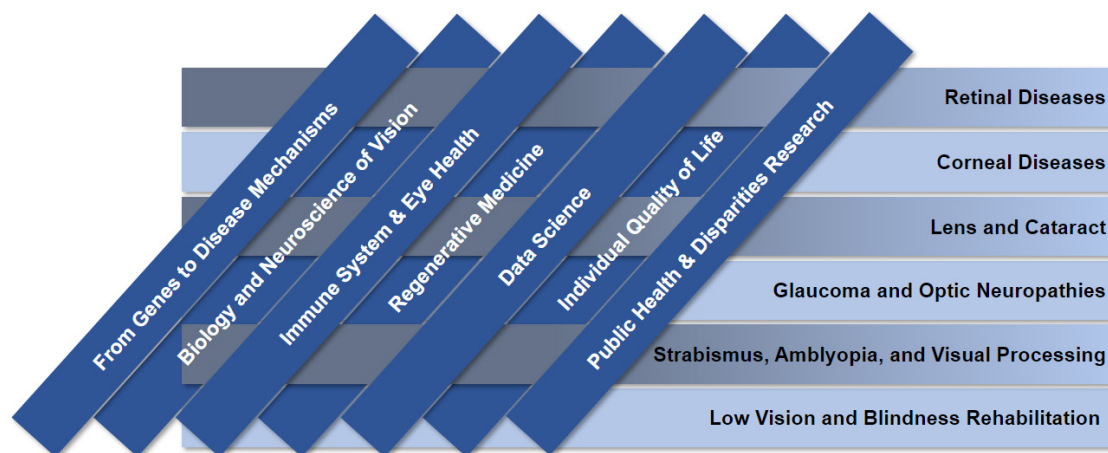 From Genes to Disease Mechanisms
Biology and Neuroscience of Vision
Immune System & Eye Health
Regenerative Medicine
Data Science
Individual Quality of Life
Public Health & Disparities Research
Retinal Diseases
Corneal Diseases
Lens and Cataract
Glaucoma and Optic Neuropathies
Strabismus, Amblyopia, and Visual Processing
Low Vision and Blindness Rehabilitation